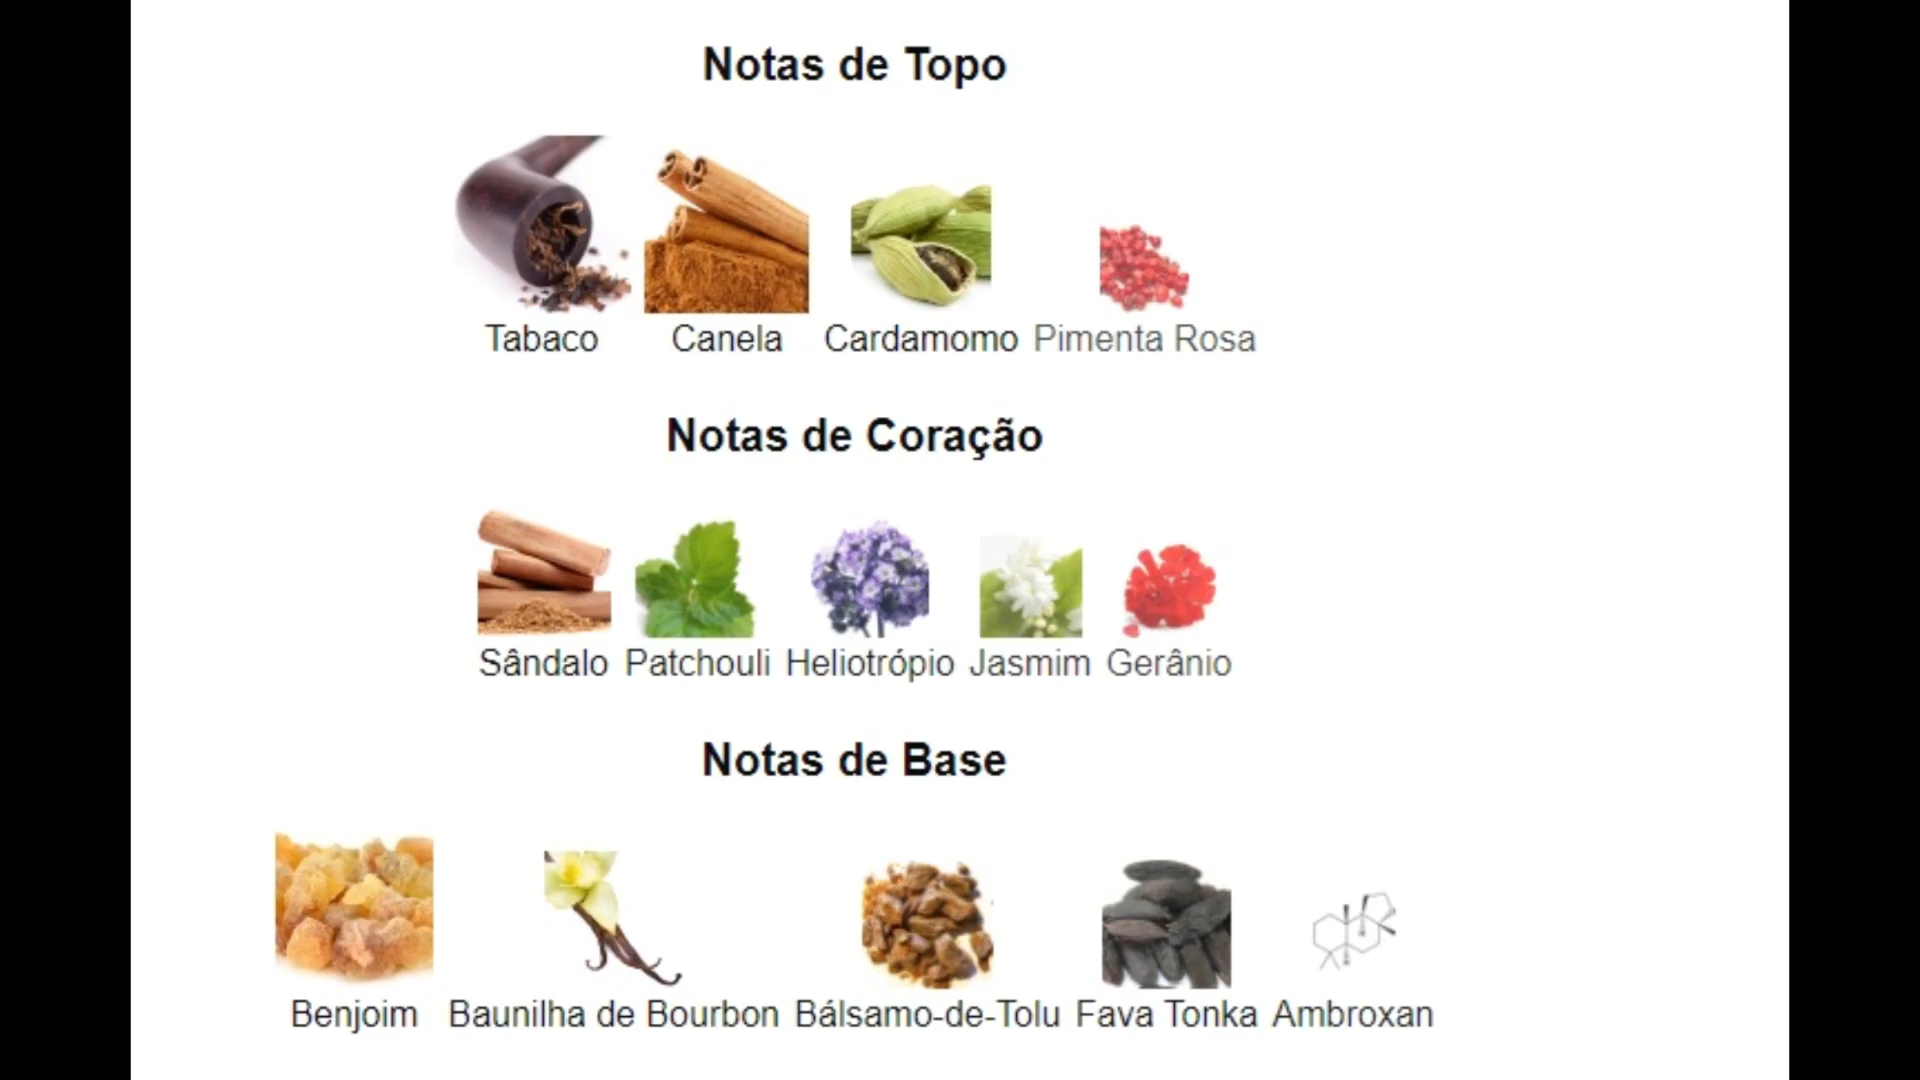 Notas de Topo
Tabaco Canela Cardamomo Pimenta Rosa
Notas de Coração
Sândalo Patchouli Heliotrópio Jasmim Gerânio
Notas de Base
Benjoim Baunilha de Bourbon Bálsamo-de-Tolu Fava Tonka Ambroxan